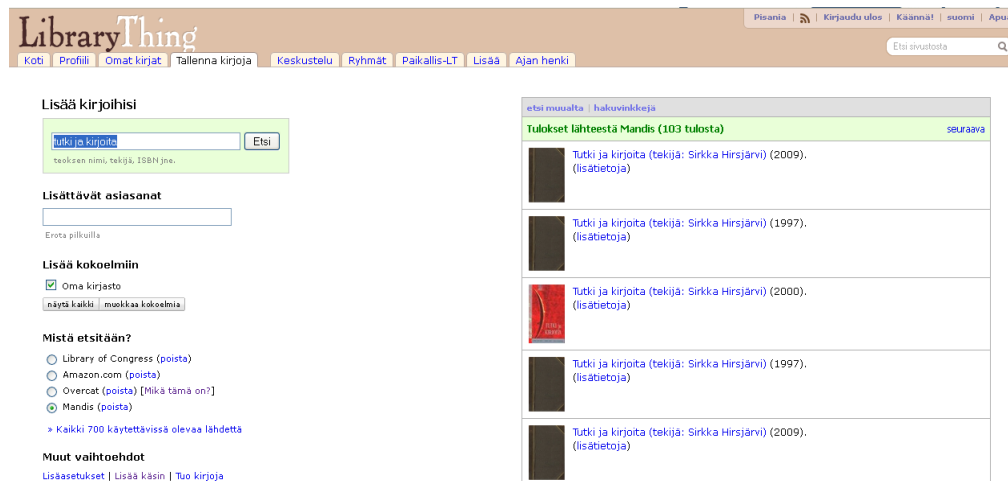 Pisania | Kirjaudu ulos | Käännä! | suomi | Apua
LibraryThing
Etsi sivustosta
Koti Profiili Omat kirjat Tallenna kirjoja Keskustelu Ryhmät Paikallis-LT Lisää Ajan henki
Lisää kirjoihisi
tutki ja kirjoita Etsi
teoksen nimi, tekijä, ISBN jne.
Lisättävät asiasanat
Erota pilkuilla
Lisää kokoelmiin
Oma kirjasto
näytä kaikki muokkaa kokoelmia
Mistä etsitään?
Library of Congress (poista)
Amazon.com (poista)
Overcat (poista) [Mikä tämä on?]
Mandis (poista)
» Kaikki 700 käytettävissä olevaa lähdettä
Muut vaihtoehdot
Lisäasetukset | Lisää käsin | Tuo kirjoja
etsi muualta | hakuvinkkejä
Tulokset lähteestä Mandis (103 tulosta) seuraava
Tutki ja kirjoita (tekijä: Sirkka Hirsjärvi) (2009).
(lisätietoja)
Tutki ja kirjoita (tekijä: Sirkka Hirsjärvi) (1997).
(lisätietoja)
Tutki ja kirjoita (tekijä: Sirkka Hirsjärvi) (2000).
(lisätietoja)
Tutki ja kirjoita (tekijä: Sirkka Hirsjärvi) (1997).
(lisätietoja)
Tutki ja kirjoita (tekijä: Sirkka Hirsjärvi) (2009).
(lisätietoja)